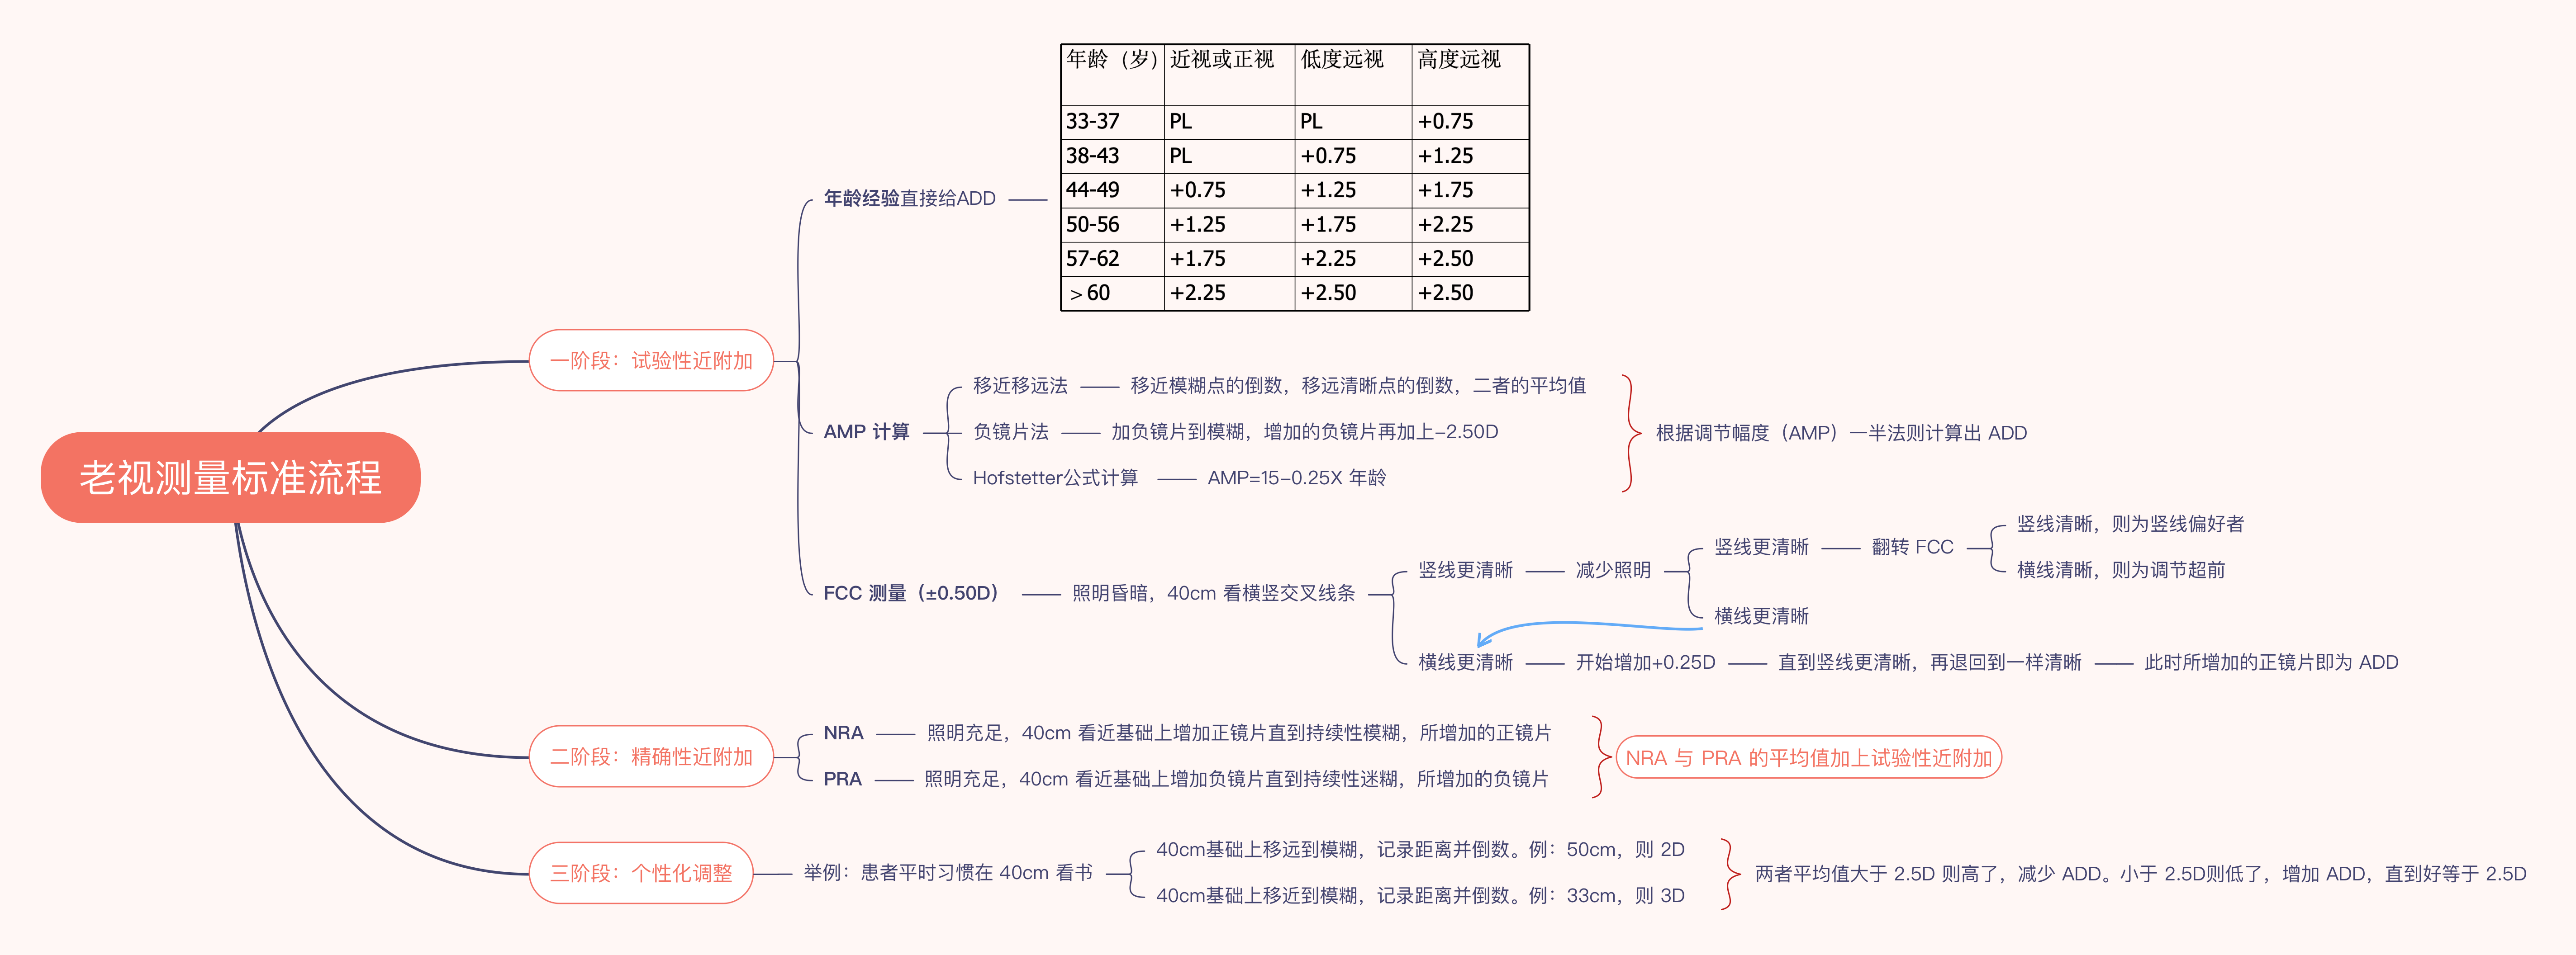 老视测量标准流程
一阶段：试验性近附加
年龄经验直接给ADD
年龄（岁） 近视或正视 低度远视 高度远视
33-37 PL PL +0.75
38-43 PL +0.75 +1.25
44-49 +0.75 +1.25 +1.75
50-56 +1.25 +1.75 +2.25
57-62 +1.75 +2.25 +2.50
＞60 +2.25 +2.50 +2.50
AMP 计算
移近移远法
移近模糊点的倒数，移远清晰点的倒数，二者的平均值
负镜片法
加负镜片到模糊，增加的负镜片再加上-2.50D
Hofstetter公式计算
AMP=15-0.25X 年龄
根据调节幅度（AMP）一半法则计算出 ADD
FCC 测量（±0.50D）
照明昏暗，40cm 看横竖交叉线条
竖线更清晰
减少照明
竖线更清晰
翻转 FCC
竖线清晰，则为竖线偏好者
横线清晰，则为调节超前
横线更清晰
横线更清晰
开始增加+0.25D
直到竖线更清晰，再退回到一样清晰
此时所增加的正镜片即为 ADD
二阶段：精确性近附加
NRA
照明充足，40cm 看近基础上增加正镜片直到持续性模糊，所增加的正镜片
PRA
照明充足，40cm 看近基础上增加负镜片直到持续性迷糊，所增加的负镜片
NRA 与 PRA 的平均值加上试验性近附加
三阶段：个性化调整
举例：患者平时习惯在 40cm 看书
40cm基础上移远到模糊，记录距离并倒数。例：50cm，则 2D
40cm基础上移近到模糊，记录距离并倒数。例：33cm，则 3D
两者平均值大于 2.5D 则高了，减少 ADD。小于 2.5D则低了，增加 ADD，直到好等于 2.5D